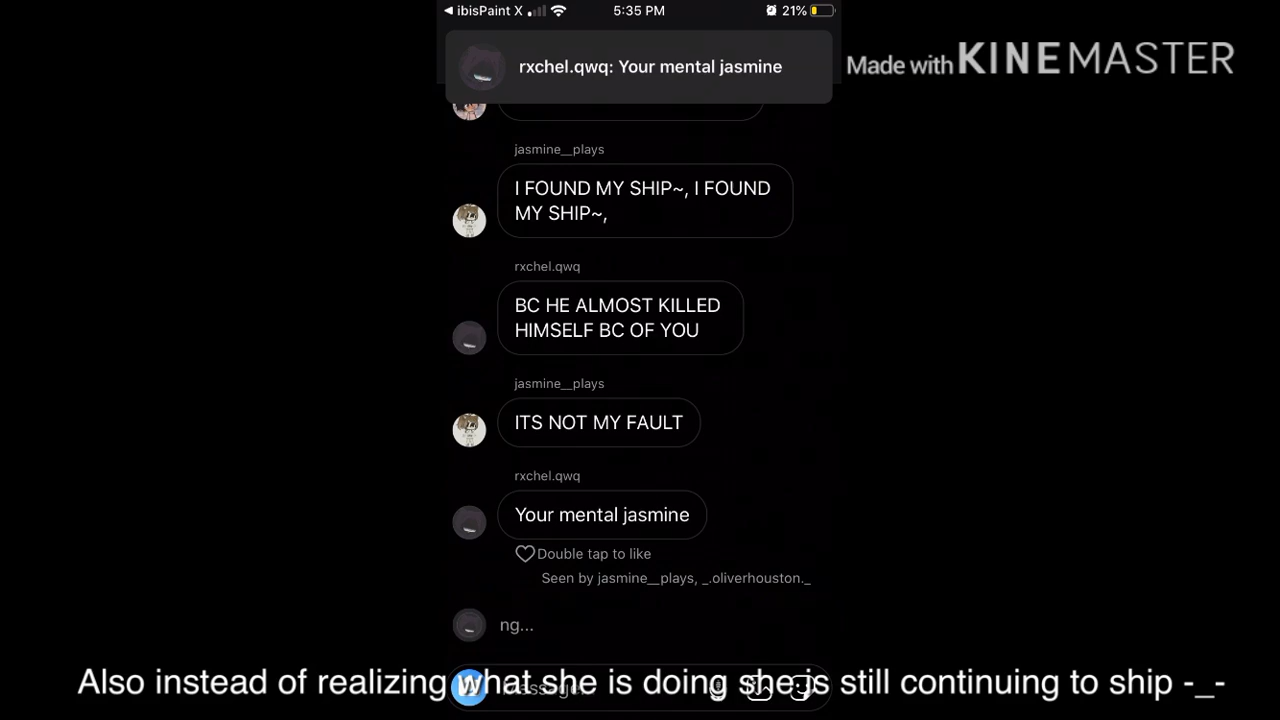 ibisPaint X
5:35 PM
21%
Made with KINEMASTER
rxchel.qwq: Your mental jasmine
jasmine__plays
I FOUND MY SHIP~, I FOUND
MY SHIP~,
rxchel.qwq
BC HE ALMOST KILLED
HIMSELF BC OF YOU
jasmine__plays
ITS NOT MY FAULT
rxchel.qwq
Your mental jasmine
Double tap to like
Seen by jasmine__plays, _.oliverhouston._
ng...
Also instead of realizing what she is doing she is still continuing to ship -_-